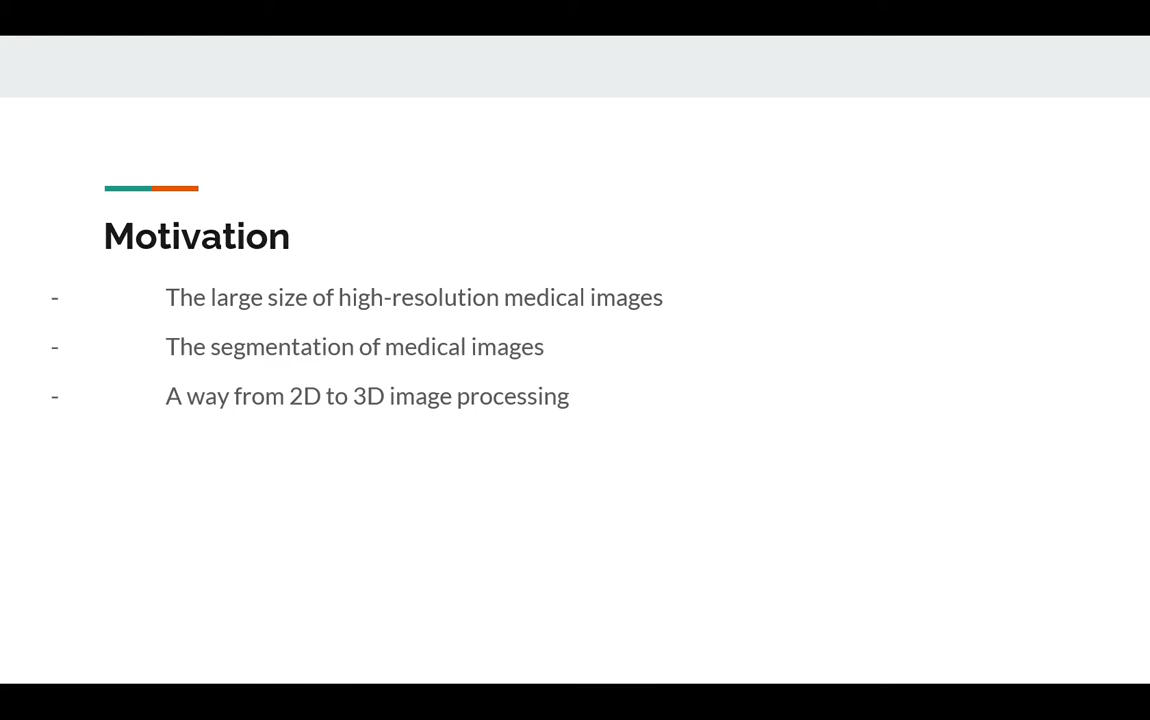 Motivation
- The large size of high-resolution medical images
- The segmentation of medical images
- A way from 2D to 3D image processing